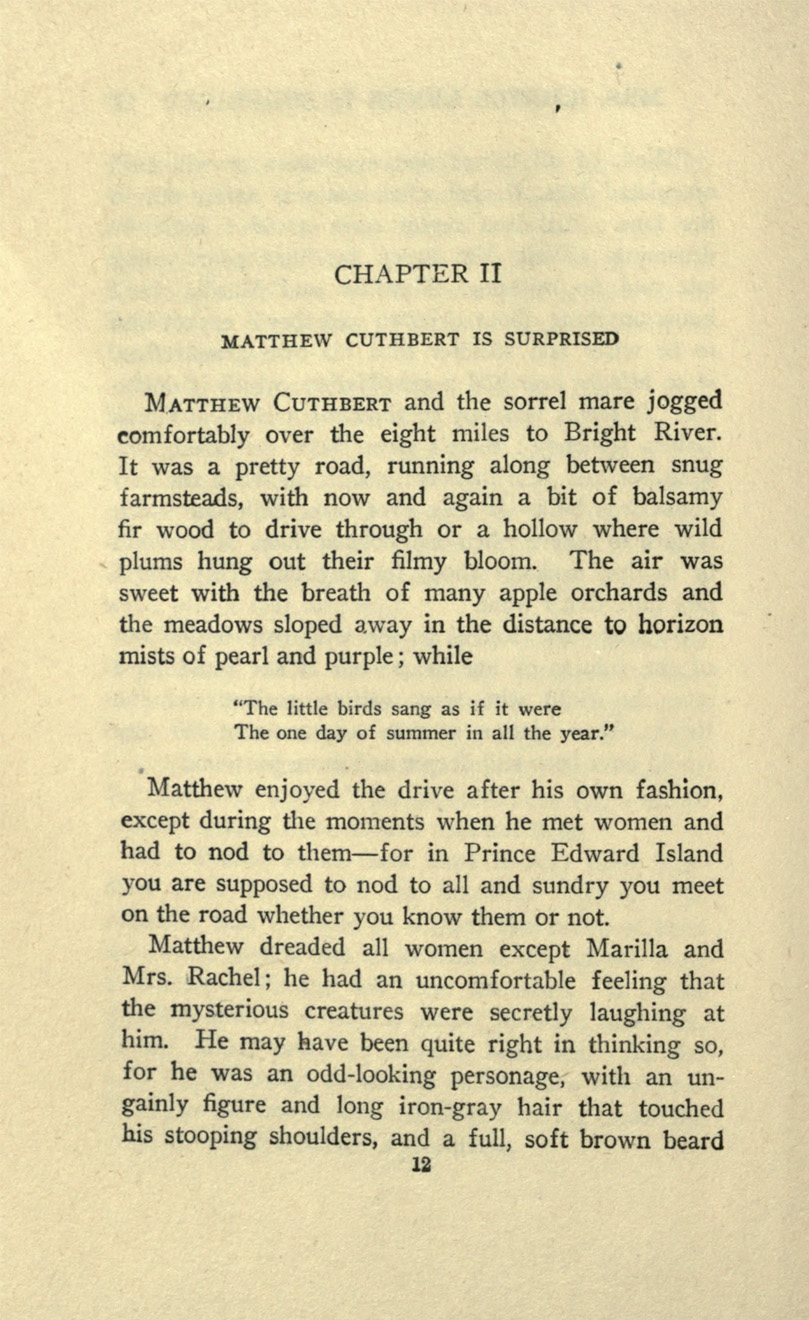 CHAPTER II
MATTHEW CUTHBERT IS SURPRISED
MATTHEW CUTHBERT and the sorrel mare jogged
comfortably over the eight miles to Bright River.
It was a pretty road, running along between snug
farmsteads, with now and again a bit of balsamy
fir wood to drive through or a hollow where wild
plums hung out their filmy bloom. The air was
sweet with the breath of many apple orchards and
the meadows sloped away in the distance to horizon
mists of pearl and purple; while
“The little birds sang as if it were
The one day of summer in all the year.”
Matthew enjoyed the drive after his own fashion,
except during the moments when he met women and
had to nod to them—for in Prince Edward Island
you are supposed to nod to all and sundry you meet
on the road whether you know them or not.
Matthew dreaded all women except Marilla and
Mrs. Rachel; he had an uncomfortable feeling that
the mysterious creatures were secretly laughing at
him. He may have been quite right in thinking so,
for he was an odd-looking personage, with an un-
gainly figure and long iron-gray hair that touched
his stooping shoulders, and a full, soft brown beard
12